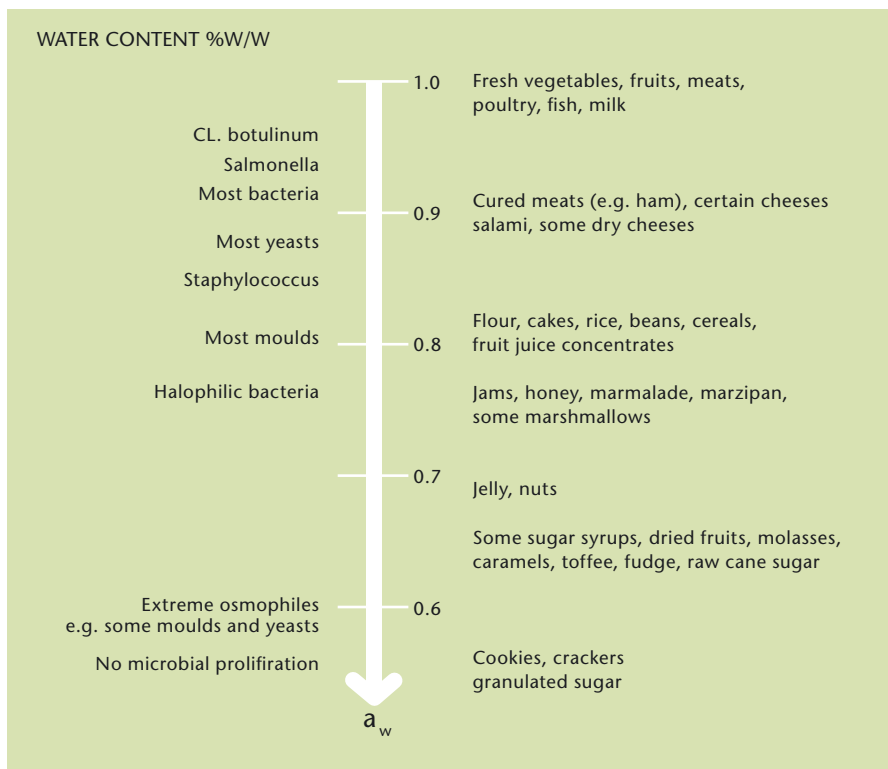 WATER CONTENT %W/W
1.0
Fresh vegetables, fruits, meats,
poultry, fish, milk
CL. botulinum
Salmonella
Most bacteria
0.9
Cured meats (e.g. ham), certain cheeses
salami, some dry cheeses
Most yeasts
Staphylococcus
Most moulds
0.8
Flour, cakes, rice, beans, cereals,
fruit juice concentrates
Halophilic bacteria
Jams, honey, marmalade, marzipan,
some marshmallows
0.7
Jelly, nuts
Some sugar syrups, dried fruits, molasses,
caramels, toffee, fudge, raw cane sugar
Extreme osmophiles
e.g. some moulds and yeasts
0.6
No microbial prolifiration
Cookies, crackers
granulated sugar
a w